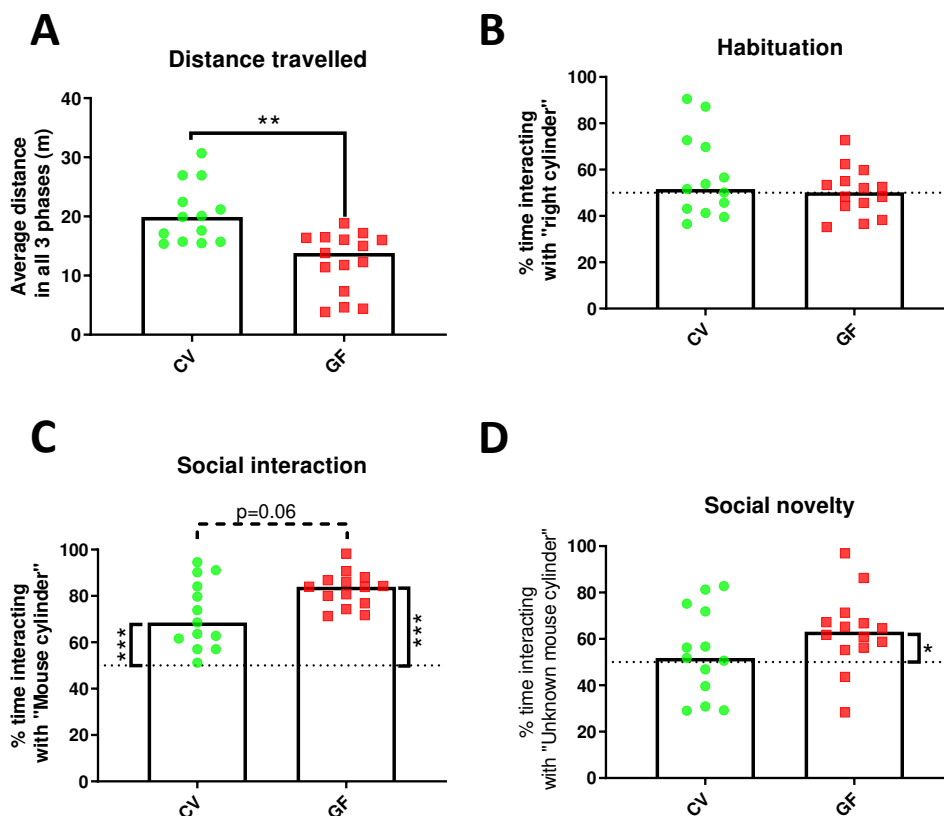 A
Distance travelled
Average distance
in all 3 phases (m)
40
30
20
10
0
**
CV
GF
B
Habituation
% time interacting
with "right cylinder"
100
80
60
40
20
0
CV
GF
C
Social interaction
p=0.06
% time interacting
with "Mouse cylinder"
100
80
60
40
20
0
***
***
CV
GF
D
Social novelty
% time interacting
with "Unknown mouse cylinder"
100
80
60
40
20
0
*
CV
GF